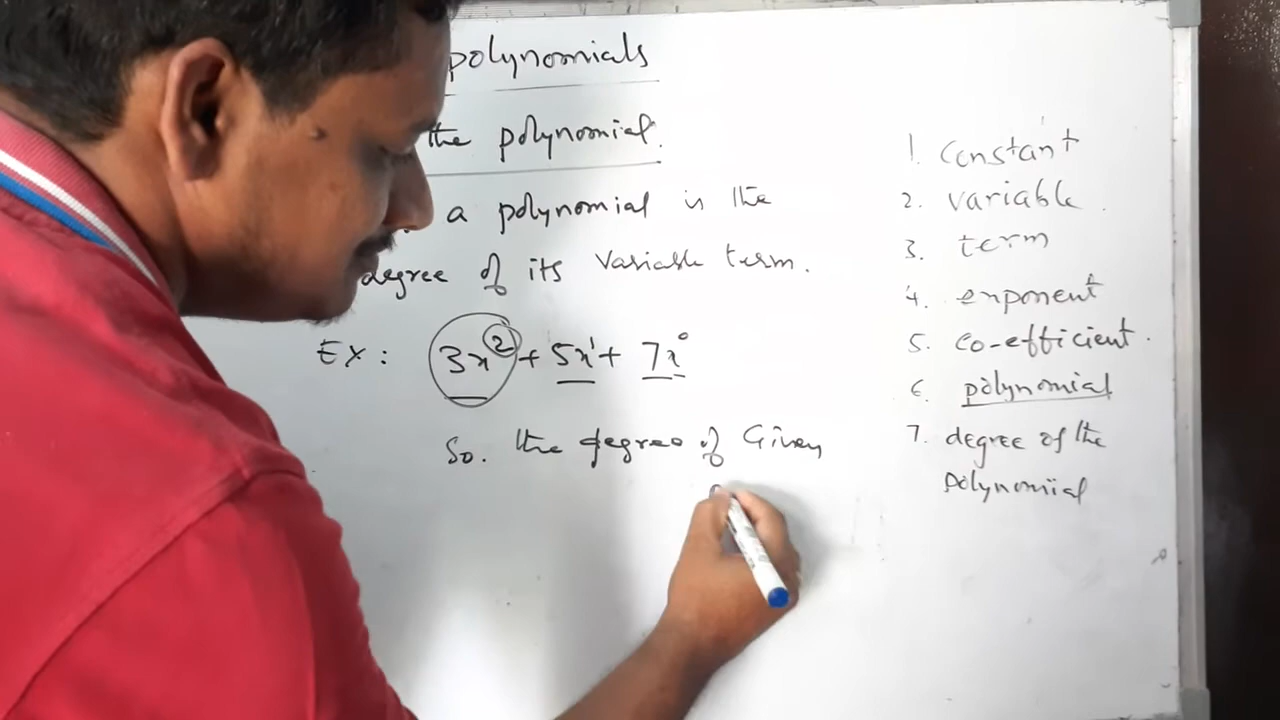 polynomials
the polynomial.
a polynomial is the
degree of its variable term.
EX : 3x² + 5x¹ + 7x⁰
So. the degree of Given
1. Constant
2. variable.
3. term
4. exponent
5. co-efficient.
6. polynomial
7. degree of the
polynomial